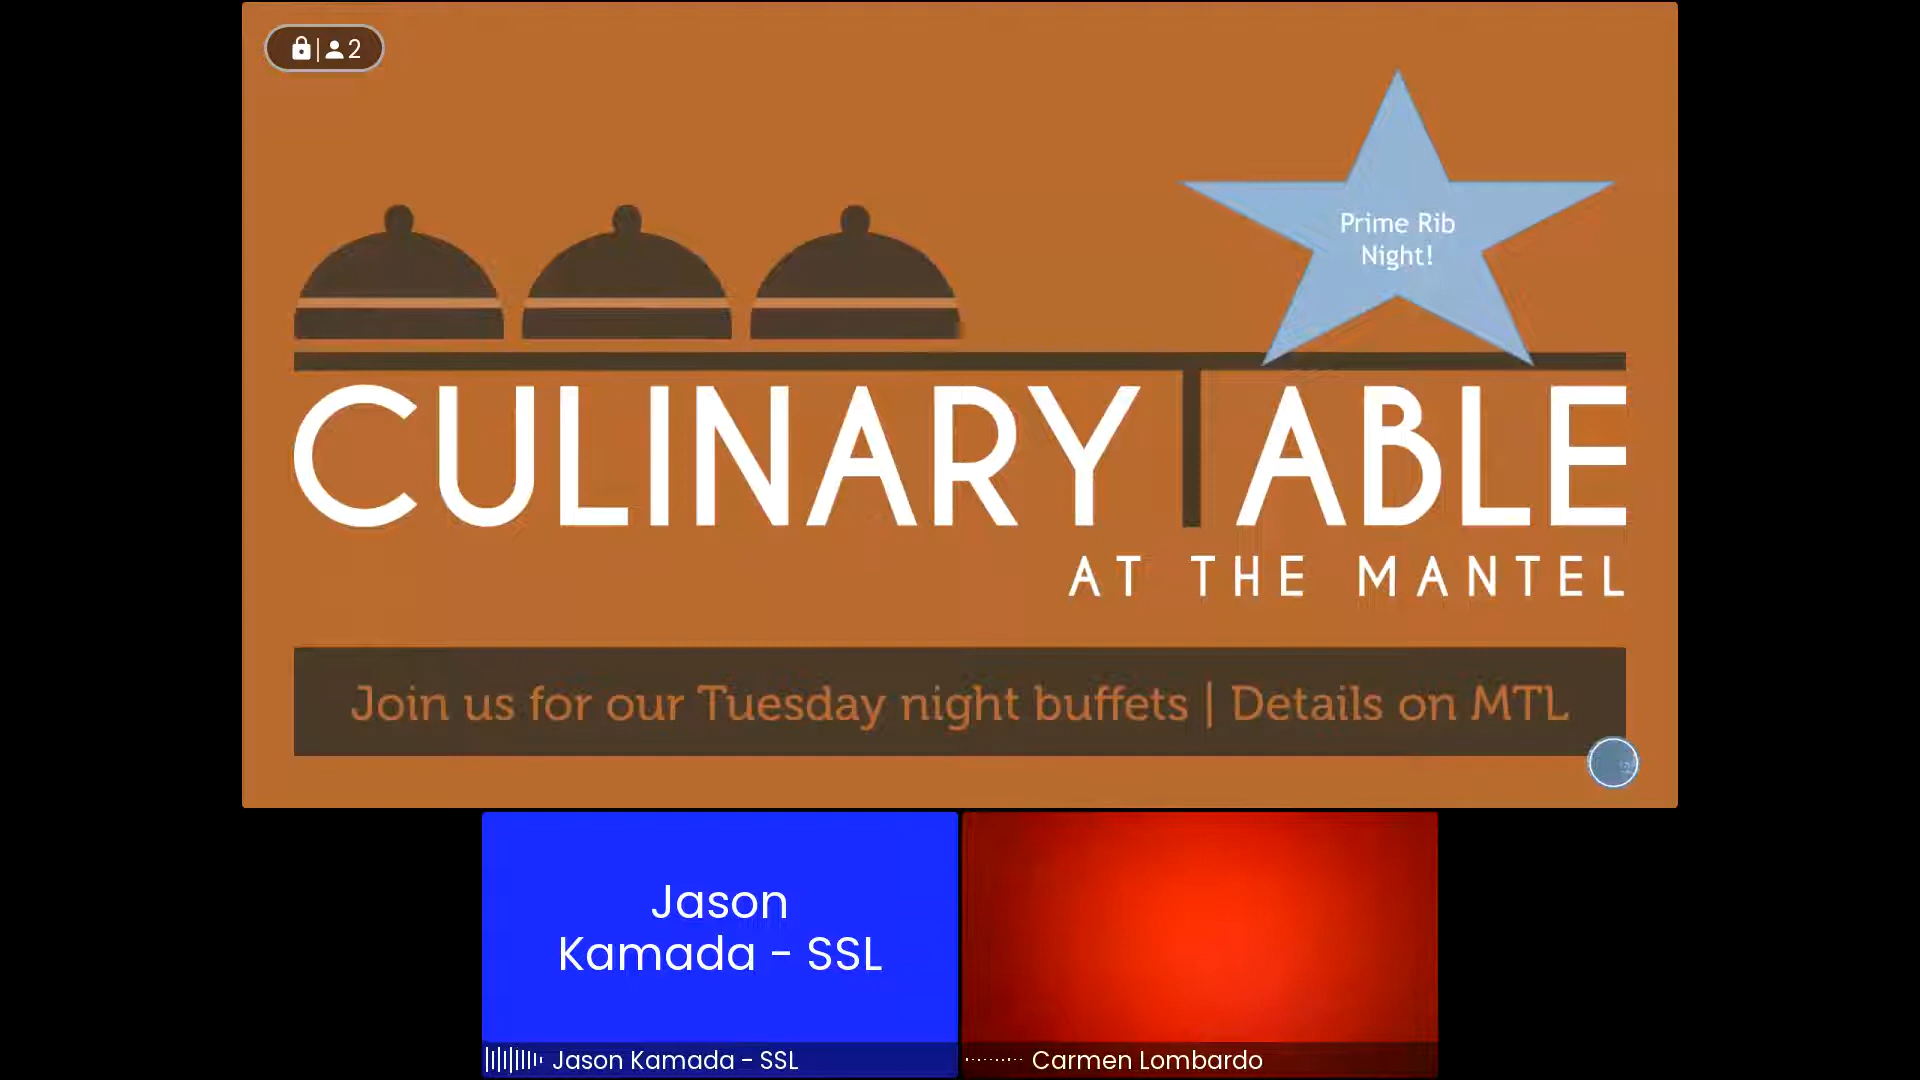 2
Prime Rib
Night!
CULINARY TABLE
AT THE MANTEL
Join us for our Tuesday night buffets | Details on MTL
Jason
Kamada - SSL
Jason Kamada - SSL
Carmen Lombardo